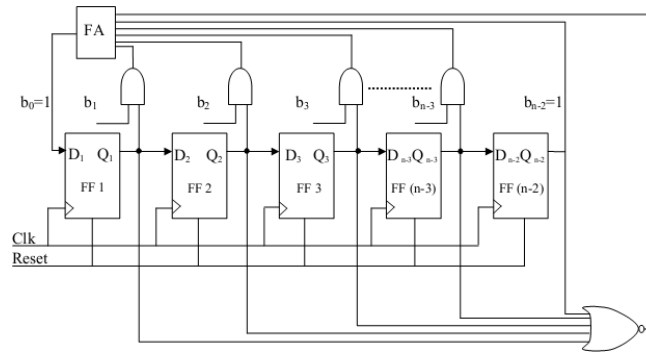 FA
b₀=1 b₁ b₂ b₃ bₙ₋₃ bₙ₋₂=1
D₁ Q₁ D₂ Q₂ D₃ Q₃ Dₙ₋₃Qₙ₋₃ Dₙ₋₂Qₙ₋₂
FF 1 FF 2 FF 3 FF (n-3) FF(n-2)
Clk
Reset